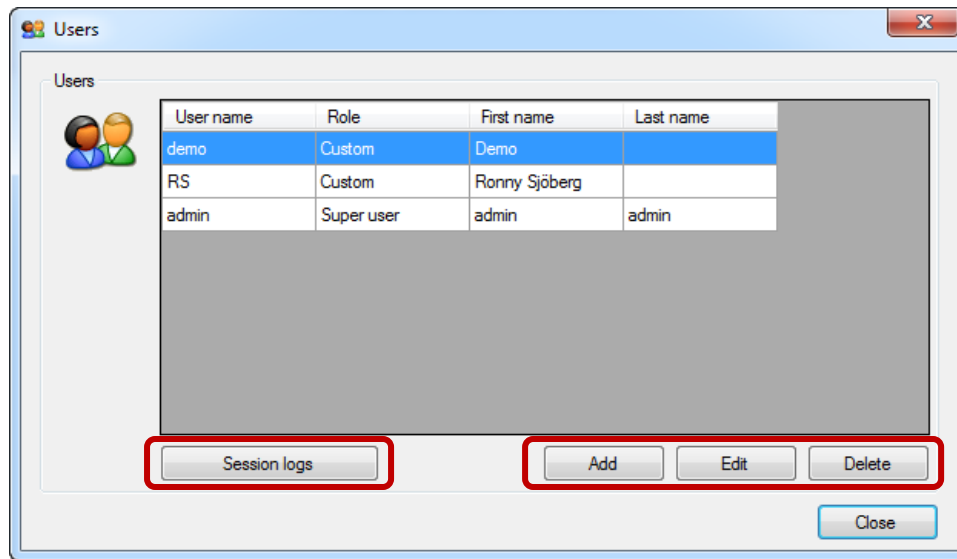 Users
Users
User name Role First name Last name
demo Custom Demo
RS Custom Ronny Sjöberg
admin Super user admin admin
Session logs Add Edit Delete
Close